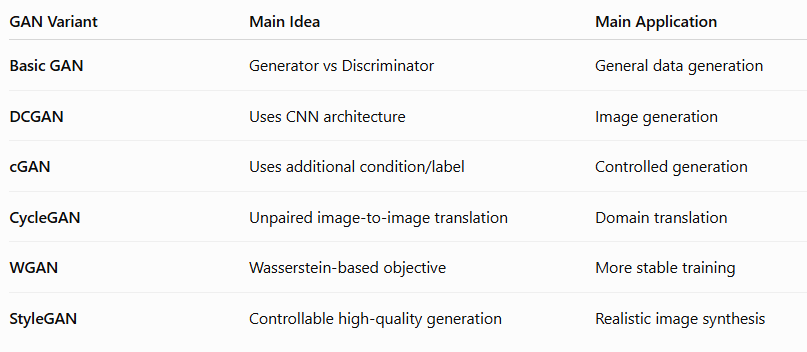 GAN Variant Main Idea Main Application
Basic GAN Generator vs Discriminator General data generation
DCGAN Uses CNN architecture Image generation
cGAN Uses additional condition/label Controlled generation
CycleGAN Unpaired image-to-image translation Domain translation
WGAN Wasserstein-based objective More stable training
StyleGAN Controllable high-quality generation Realistic image synthesis